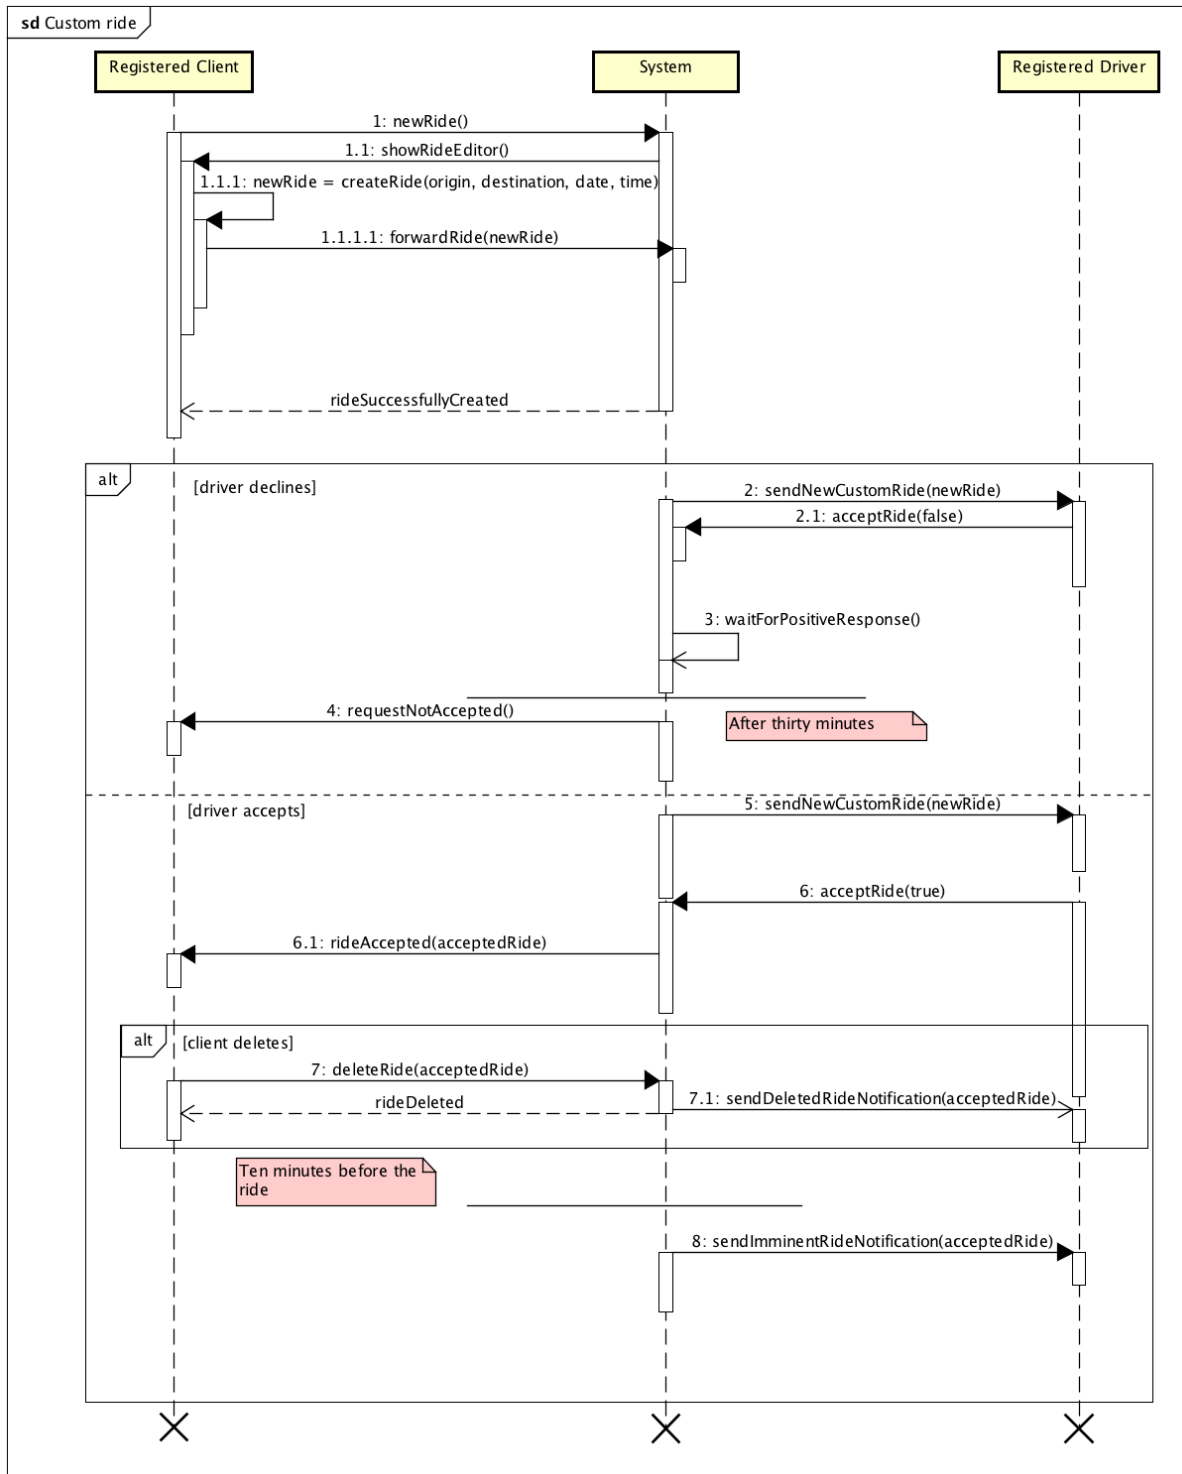 sd Custom ride
Registered Client
System
Registered Driver
1: newRide()
1.1: showRideEditor()
1.1.1: newRide = createRide(origin, destination, date, time)
1.1.1.1: forwardRide(newRide)
rideSuccessfullyCreated
alt
[driver declines]
2: sendNewCustomRide(newRide)
2.1: acceptRide(false)
3: waitForPositiveResponse()
4: requestNotAccepted()
After thirty minutes
[driver accepts]
5: sendNewCustomRide(newRide)
6: acceptRide(true)
6.1: rideAccepted(acceptedRide)
alt
[client deletes]
7: deleteRide(acceptedRide)
rideDeleted
7.1: sendDeletedRideNotification(acceptedRide)
Ten minutes before the
ride
8: sendImminentRideNotification(acceptedRide)